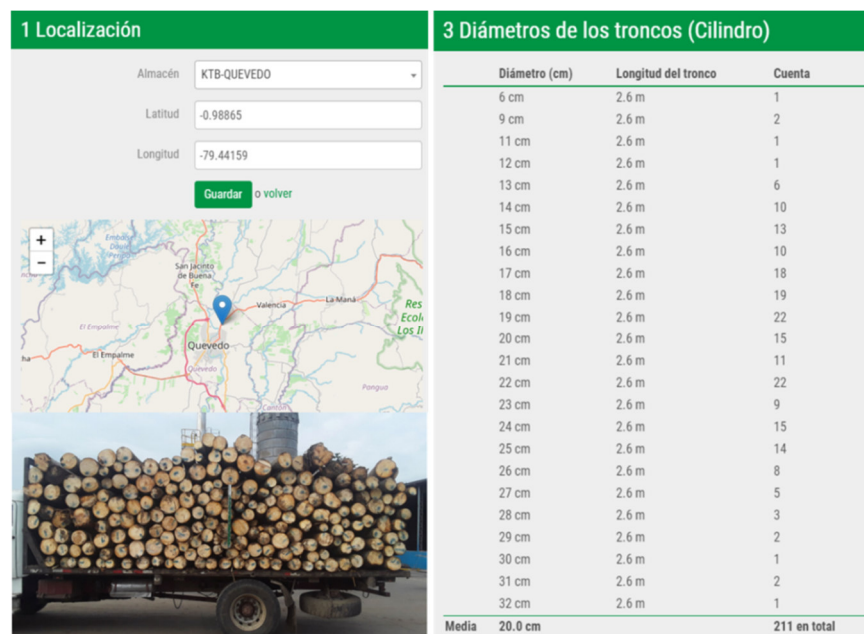 1 Localización
Almacén KTB-QUEVEDO
Latitud -0.98865
Longitud -79.44159
Guardar o volver
+
−
San Jacinto
de Buena
Fe
Valencia
La Maná
El Empalme
El Empalme
Quevedo
Quevedo
Pangua
3 Diámetros de los troncos (Cilindro)
Diámetro (cm) Longitud del tronco Cuenta
6 cm 2.6 m 1
9 cm 2.6 m 2
11 cm 2.6 m 1
12 cm 2.6 m 1
13 cm 2.6 m 6
14 cm 2.6 m 10
15 cm 2.6 m 13
16 cm 2.6 m 10
17 cm 2.6 m 18
18 cm 2.6 m 19
19 cm 2.6 m 22
20 cm 2.6 m 15
21 cm 2.6 m 11
22 cm 2.6 m 22
23 cm 2.6 m 9
24 cm 2.6 m 15
25 cm 2.6 m 14
26 cm 2.6 m 8
27 cm 2.6 m 5
28 cm 2.6 m 3
29 cm 2.6 m 2
30 cm 2.6 m 1
31 cm 2.6 m 2
32 cm 2.6 m 1
Media 20.0 cm 211 en total